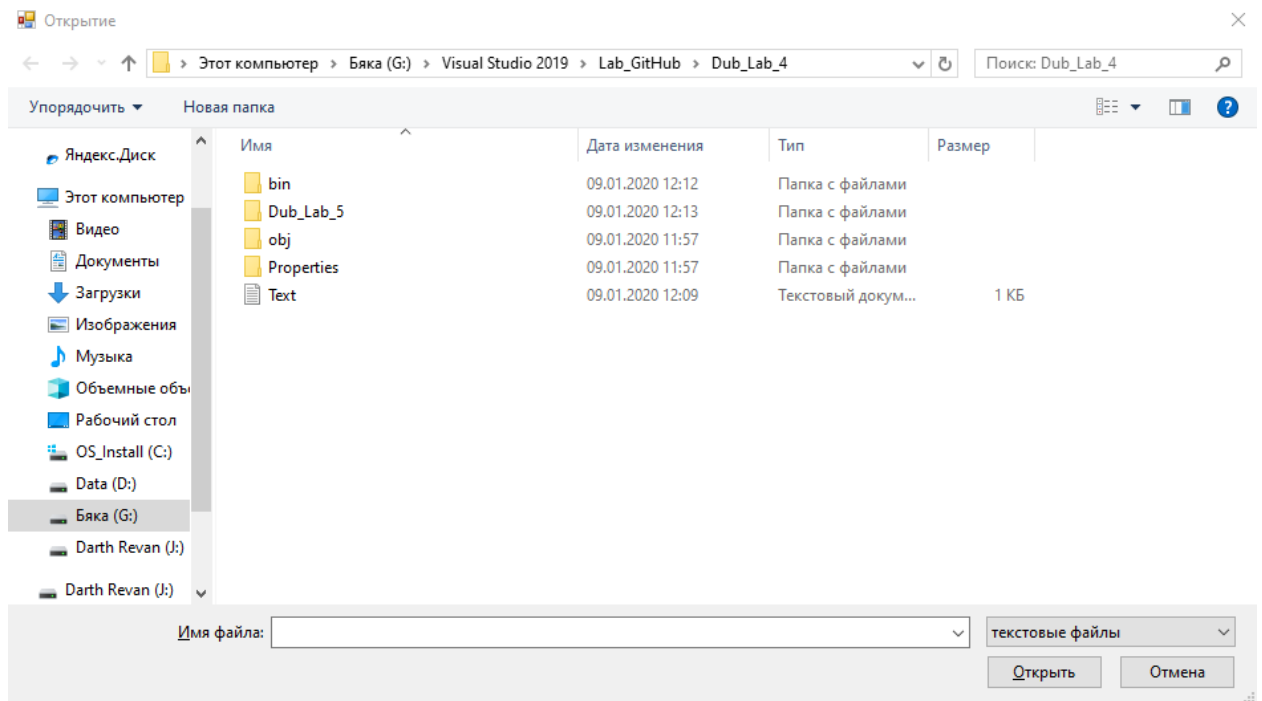 Открытие
Этот компьютер > Бяка (G:) > Visual Studio 2019 > Lab_GitHub > Dub_Lab_4
Поиск: Dub_Lab_4
Упорядочить Новая папка
Яндекс.Диск
Этот компьютер
Видео
Документы
Загрузки
Изображения
Музыка
Объемные объ
Рабочий стол
OS_Install (C:)
Data (D:)
Бяка (G:)
Darth Revan (J:)
Darth Revan (J:)
Имя Дата изменения Тип Размер
bin 09.01.2020 12:12 Папка с файлами
Dub_Lab_5 09.01.2020 12:13 Папка с файлами
obj 09.01.2020 11:57 Папка с файлами
Properties 09.01.2020 11:57 Папка с файлами
Text 09.01.2020 12:09 Текстовый докум... 1 КБ
Имя файла: текстовые файлы
Открыть Отмена